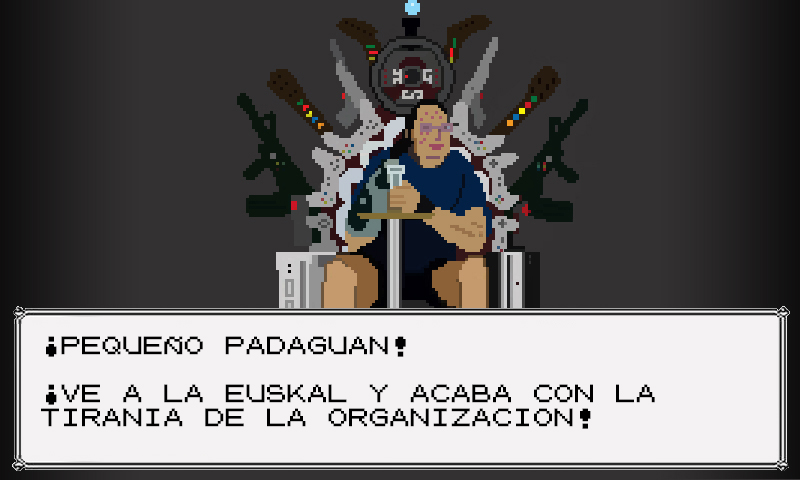 ¡PEQUEÑO PADAGUAN!
¡VE A LA EUSKAL Y ACABA CON LA
TIRANIA DE LA ORGANIZACION!